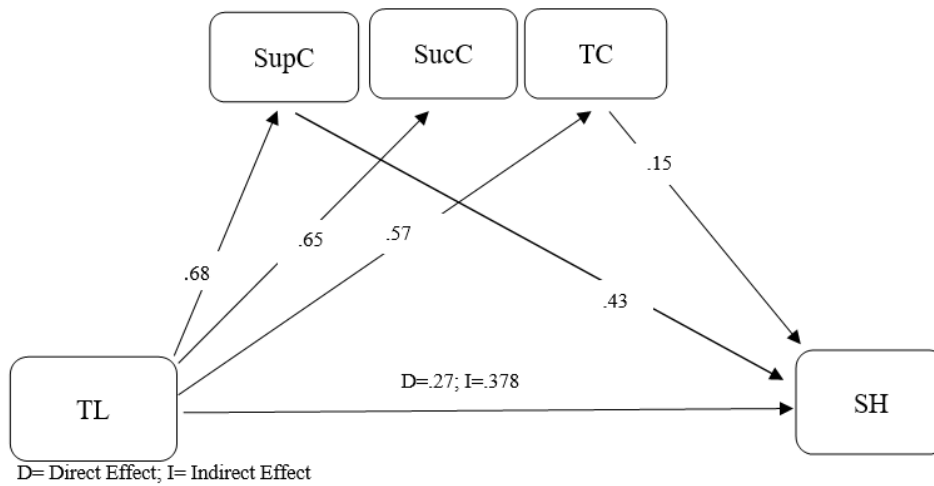 SupC
SucC
TC
.15
.65
.57
.68
.43
D=.27; I=.378
TL
SH
D= Direct Effect; I= Indirect Effect